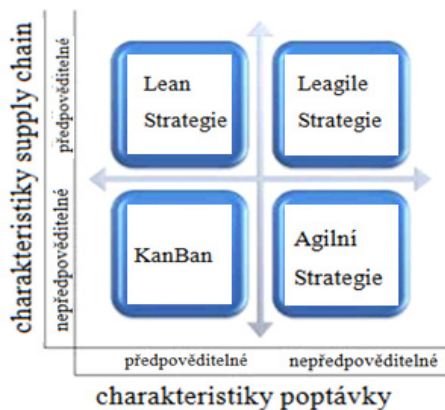 charakteristiky supply chain
předpověditelné
nepředpověditelné
Lean
Strategie
Leagile
Strategie
KanBan
Agilní
Strategie
předpověditelné
nepředpověditelné
charakteristiky poptávky